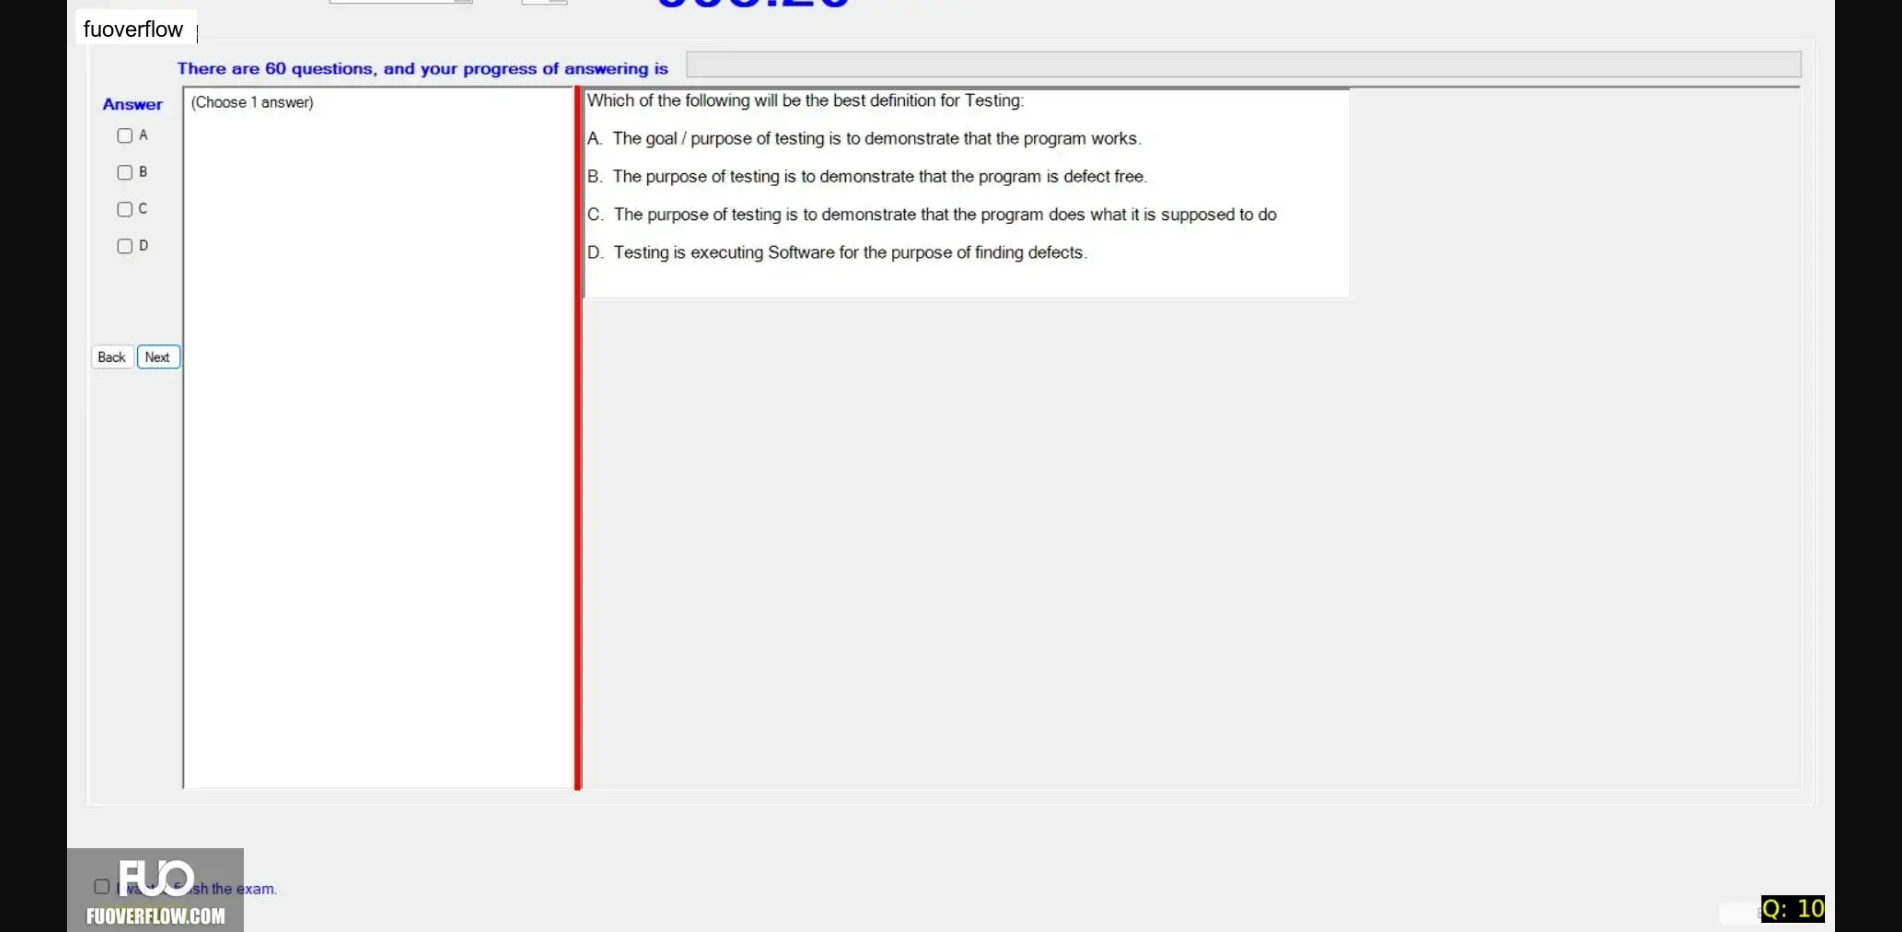 fuoverflow
There are 60 questions, and your progress of answering is
Answer
(Choose 1 answer)
A
B
C
D
Back
Next
Which of the following will be the best definition for Testing:
A. The goal / purpose of testing is to demonstrate that the program works.
B. The purpose of testing is to demonstrate that the program is defect free.
C. The purpose of testing is to demonstrate that the program does what it is supposed to do
D. Testing is executing Software for the purpose of finding defects.
FUO
the exam.
FUOVERFLOW.COM
Q: 10